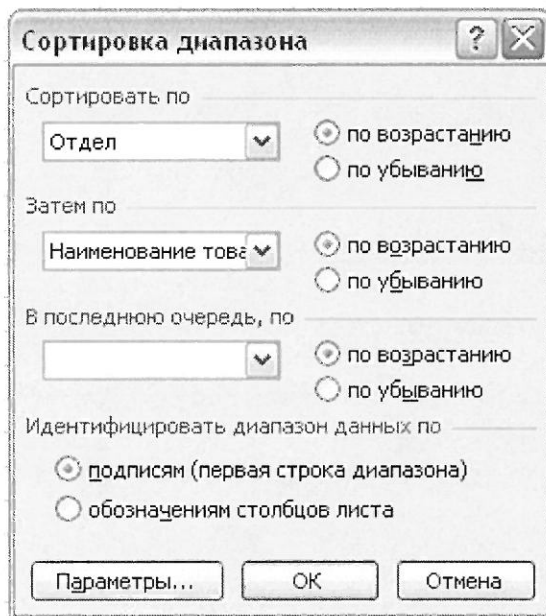 Сортировка диапазона
Сортировать по
Отдел
по возрастанию
по убыванию
Затем по
Наименование това
по возрастанию
по убыванию
В последнюю очередь, по
по возрастанию
по убыванию
Идентифицировать диапазон данных по
подписям (первая строка диапазона)
обозначениям столбцов листа
Параметры... ОК Отмена